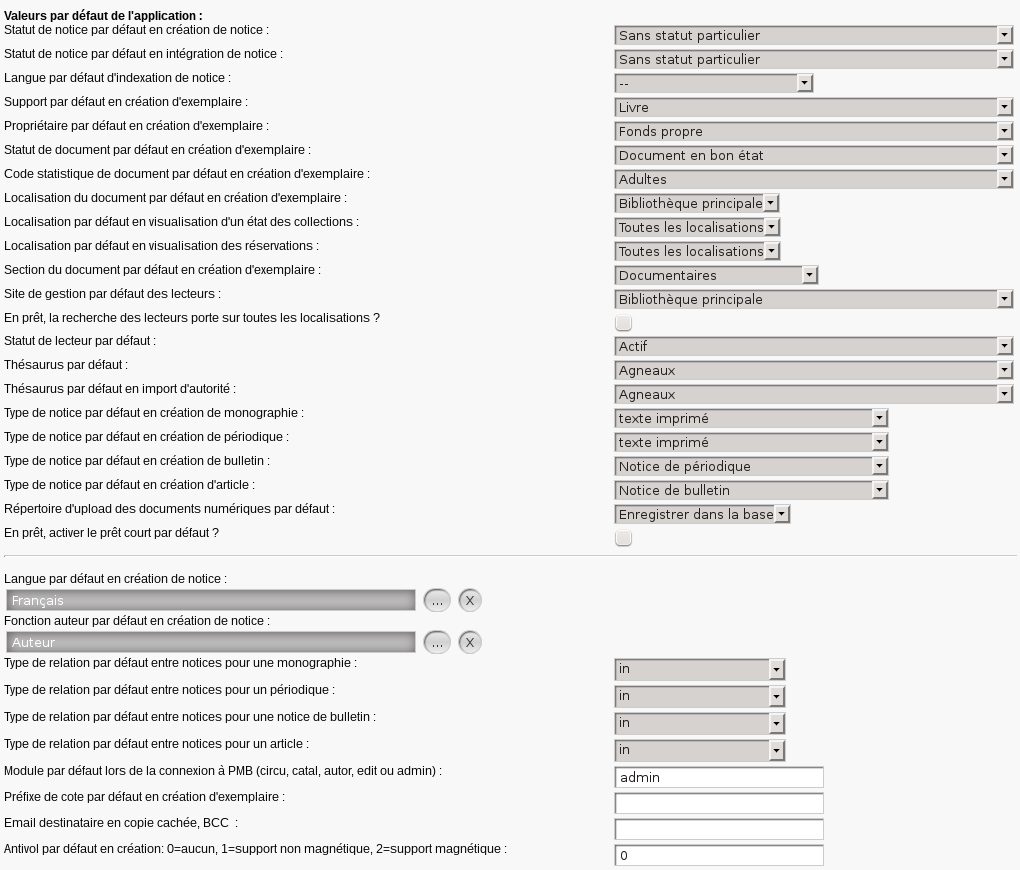 Valeurs par défaut de l'application :
Statut de notice par défaut en création de notice : Sans statut particulier
Statut de notice par défaut en intégration de notice : Sans statut particulier
Langue par défaut d'indexation de notice : --
Support par défaut en création d'exemplaire : Livre
Propriétaire par défaut en création d'exemplaire : Fonds propre
Statut de document par défaut en création d'exemplaire : Document en bon état
Code statistique de document par défaut en création d'exemplaire : Adultes
Localisation du document par défaut en création d'exemplaire : Bibliothèque principale
Localisation par défaut en visualisation d'un état des collections : Toutes les localisations
Localisation par défaut en visualisation des réservations : Toutes les localisations
Section du document par défaut en création d'exemplaire : Documentaires
Site de gestion par défaut des lecteurs : Bibliothèque principale
En prêt, la recherche des lecteurs porte sur toutes les localisations ?
Statut de lecteur par défaut : Actif
Thésaurus par défaut : Agneaux
Thésaurus par défaut en import d'autorité : Agneaux
Type de notice par défaut en création de monographie : texte imprimé
Type de notice par défaut en création de périodique : texte imprimé
Type de notice par défaut en création de bulletin : Notice de périodique
Type de notice par défaut en création d'article : Notice de bulletin
Répertoire d'upload des documents numériques par défaut : Enregistrer dans la base
En prêt, activer le prêt court par défaut ?
Langue par défaut en création de notice :
Français ... X
Fonction auteur par défaut en création de notice :
Auteur ... X
Type de relation par défaut entre notices pour une monographie : in
Type de relation par défaut entre notices pour un périodique : in
Type de relation par défaut entre notices pour une notice de bulletin : in
Type de relation par défaut entre notices pour un article : in
Module par défaut lors de la connexion à PMB (circu, catal, autor, edit ou admin) : admin
Préfixe de cote par défaut en création d'exemplaire :
Email destinataire en copie cachée, BCC :
Antivol par défaut en création: 0=aucun, 1=support non magnétique, 2=support magnétique : 0